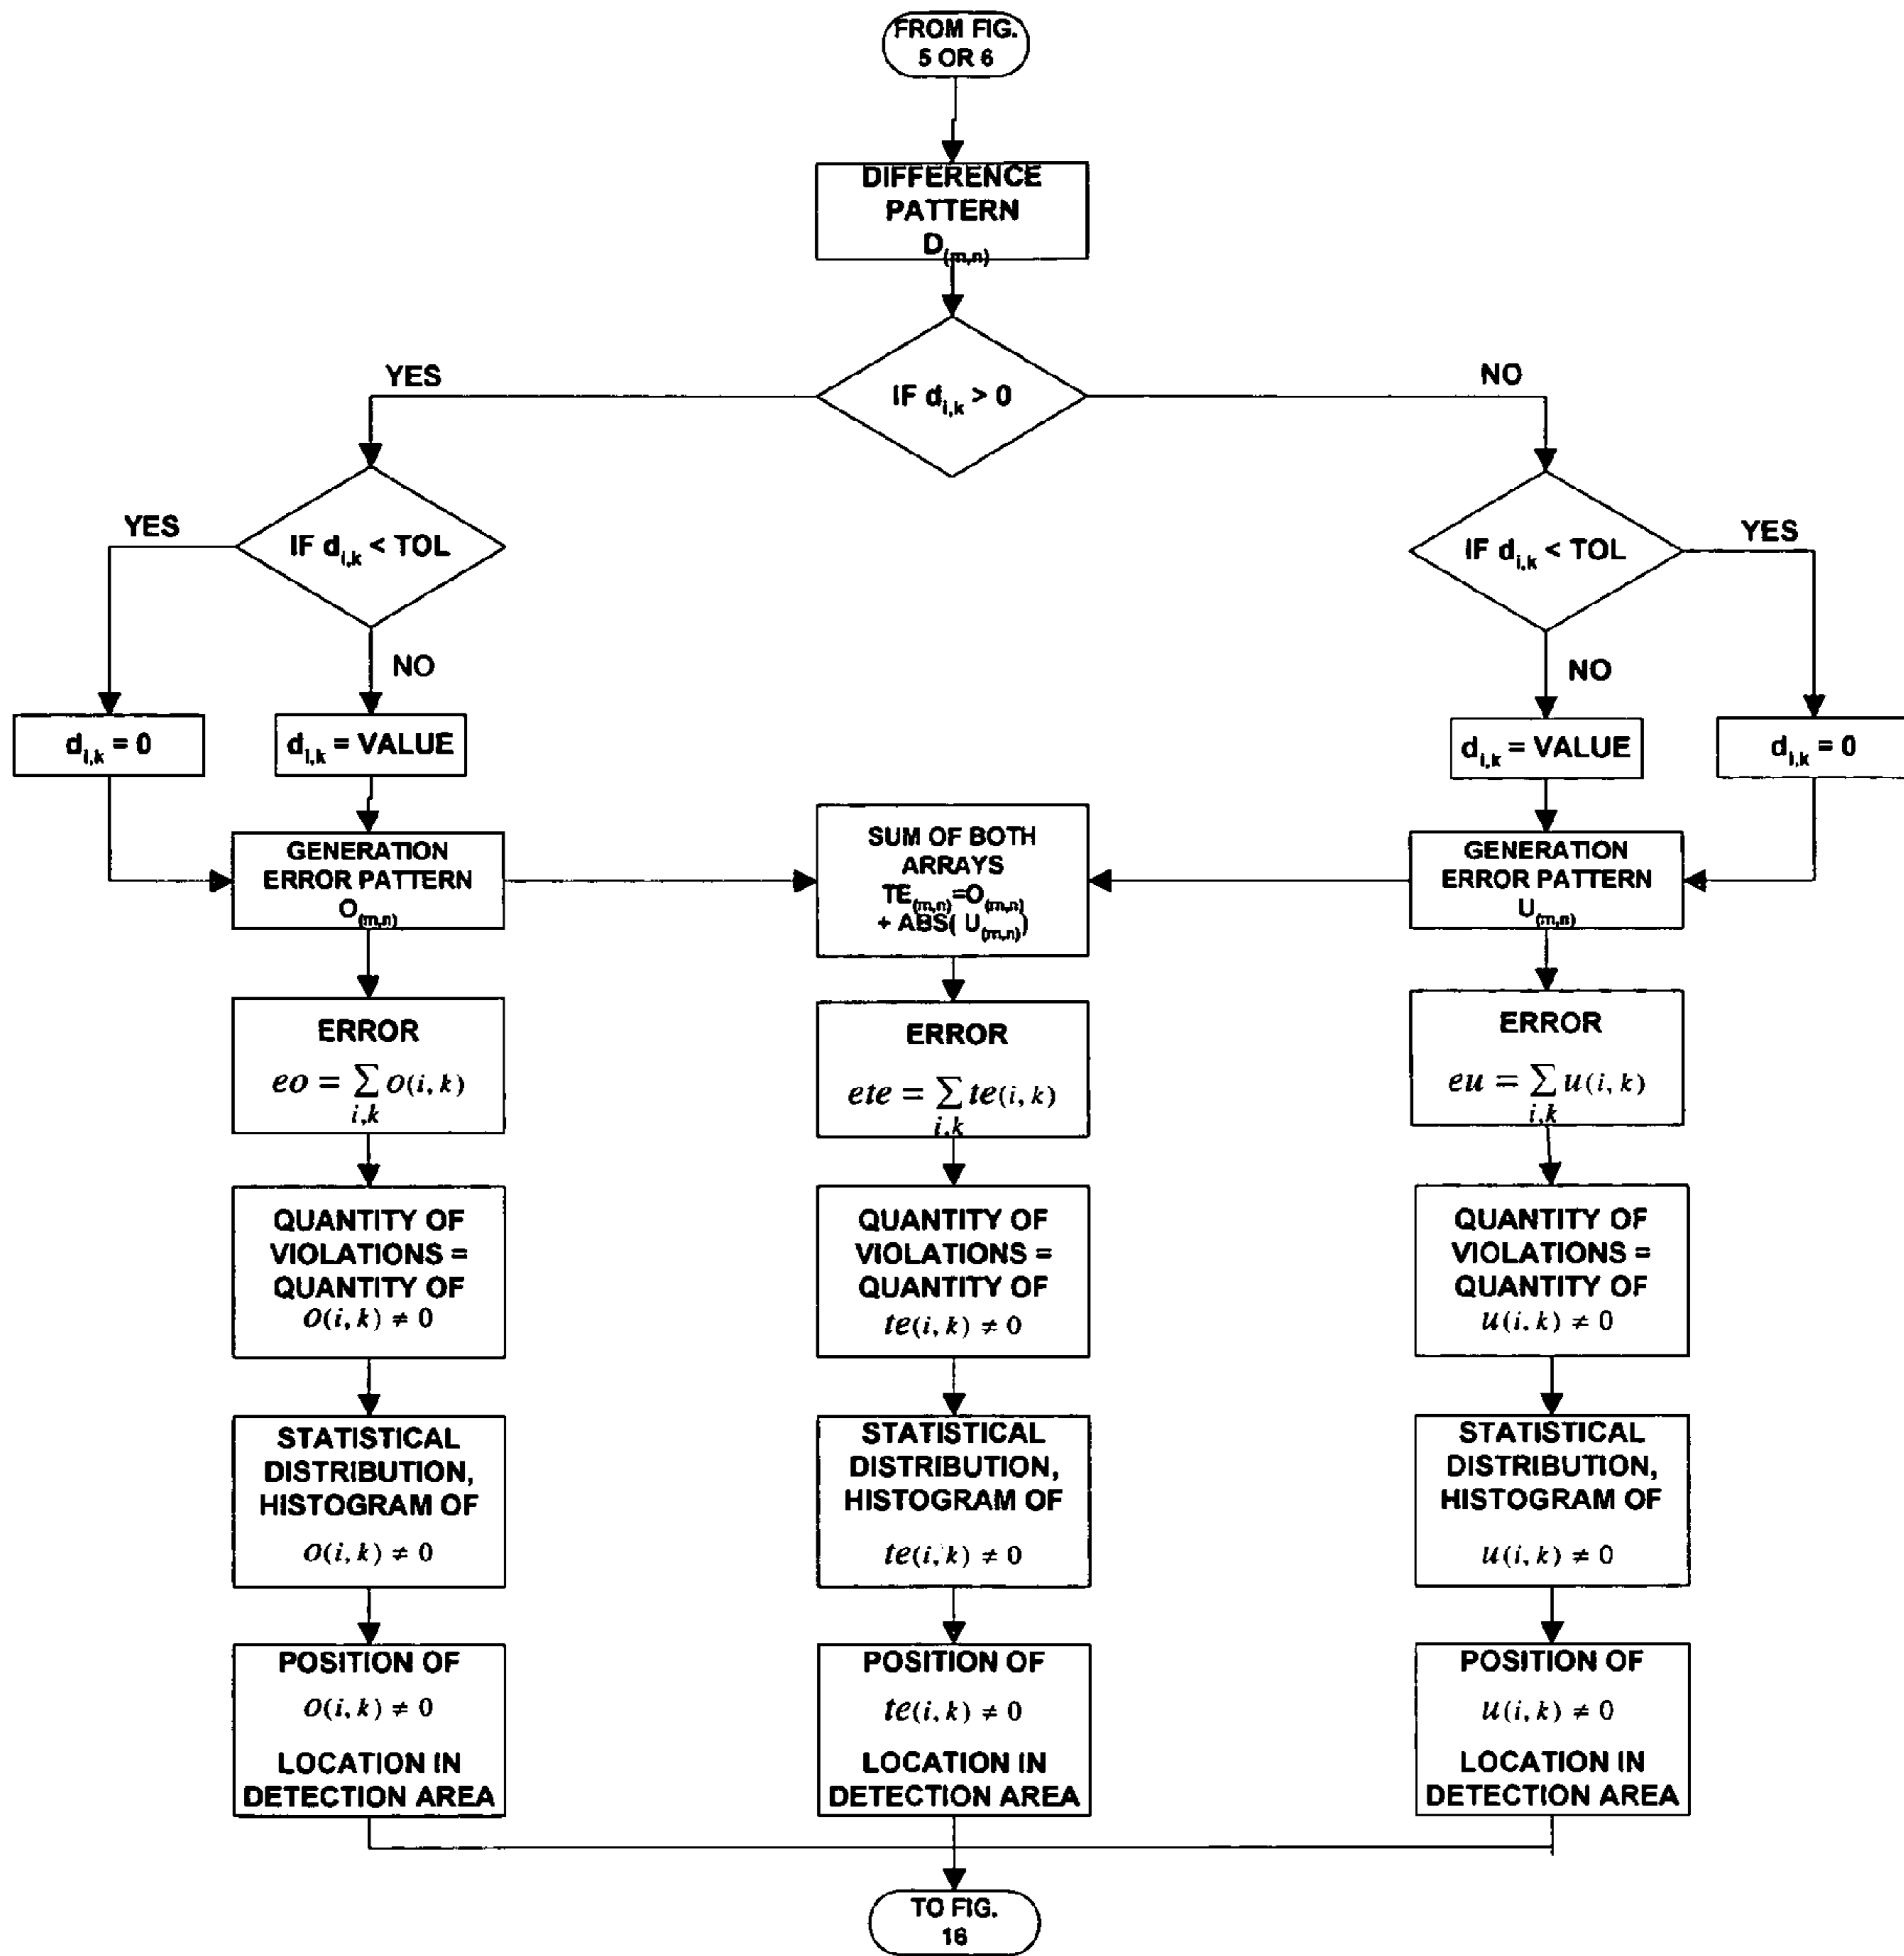 FROM FIG.
5 OR 6
DIFFERENCE
PATTERN
D(m,n)
IF di,k > 0
YES
NO
IF di,k < TOL
YES
NO
IF di,k < TOL
YES
NO
di,k = 0
di,k = VALUE
di,k = VALUE
di,k = 0
GENERATION
ERROR PATTERN
O(m,n)
SUM OF BOTH
ARRAYS
TE(m,n)=O(m,n)
+ ABS( U(m,n))
GENERATION
ERROR PATTERN
U(m,n)
ERROR
eo = ∑ o(i, k)
i,k
ERROR
ete = ∑ te(i, k)
i,k
ERROR
eu = ∑ u(i, k)
i,k
QUANTITY OF
VIOLATIONS =
QUANTITY OF
o(i, k) ≠ 0
QUANTITY OF
VIOLATIONS =
QUANTITY OF
te(i, k) ≠ 0
QUANTITY OF
VIOLATIONS =
QUANTITY OF
u(i, k) ≠ 0
STATISTICAL
DISTRIBUTION,
HISTOGRAM OF
o(i, k) ≠ 0
STATISTICAL
DISTRIBUTION,
HISTOGRAM OF
te(i, k) ≠ 0
STATISTICAL
DISTRIBUTION,
HISTOGRAM OF
u(i, k) ≠ 0
POSITION OF
o(i, k) ≠ 0
LOCATION IN
DETECTION AREA
POSITION OF
te(i, k) ≠ 0
LOCATION IN
DETECTION AREA
POSITION OF
u(i, k) ≠ 0
LOCATION IN
DETECTION AREA
TO FIG.
16